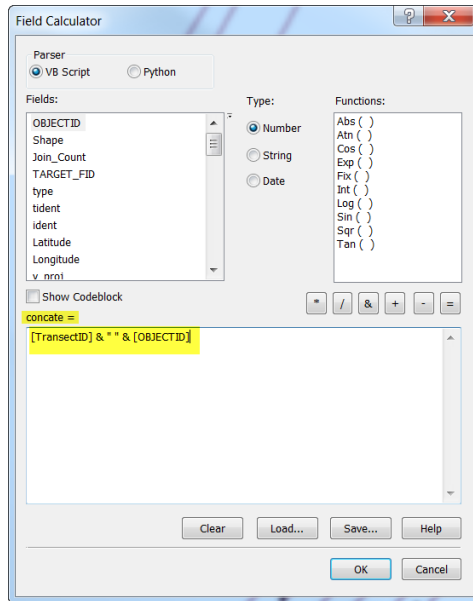 Field Calculator
? X
Parser
VB Script Python
Fields:
OBJECTID
Shape
Join_Count
TARGET_FID
type
tident
ident
Latitude
Longitude
v_proj
Type:
Number
String
Date
Functions:
Abs ( )
Atn ( )
Cos ( )
Exp ( )
Fix ( )
Int ( )
Log ( )
Sin ( )
Sqr ( )
Tan ( )
Show Codeblock
* / & + - =
concate =
[TransectID] & " " & [OBJECTID]
Clear Load... Save... Help
OK Cancel